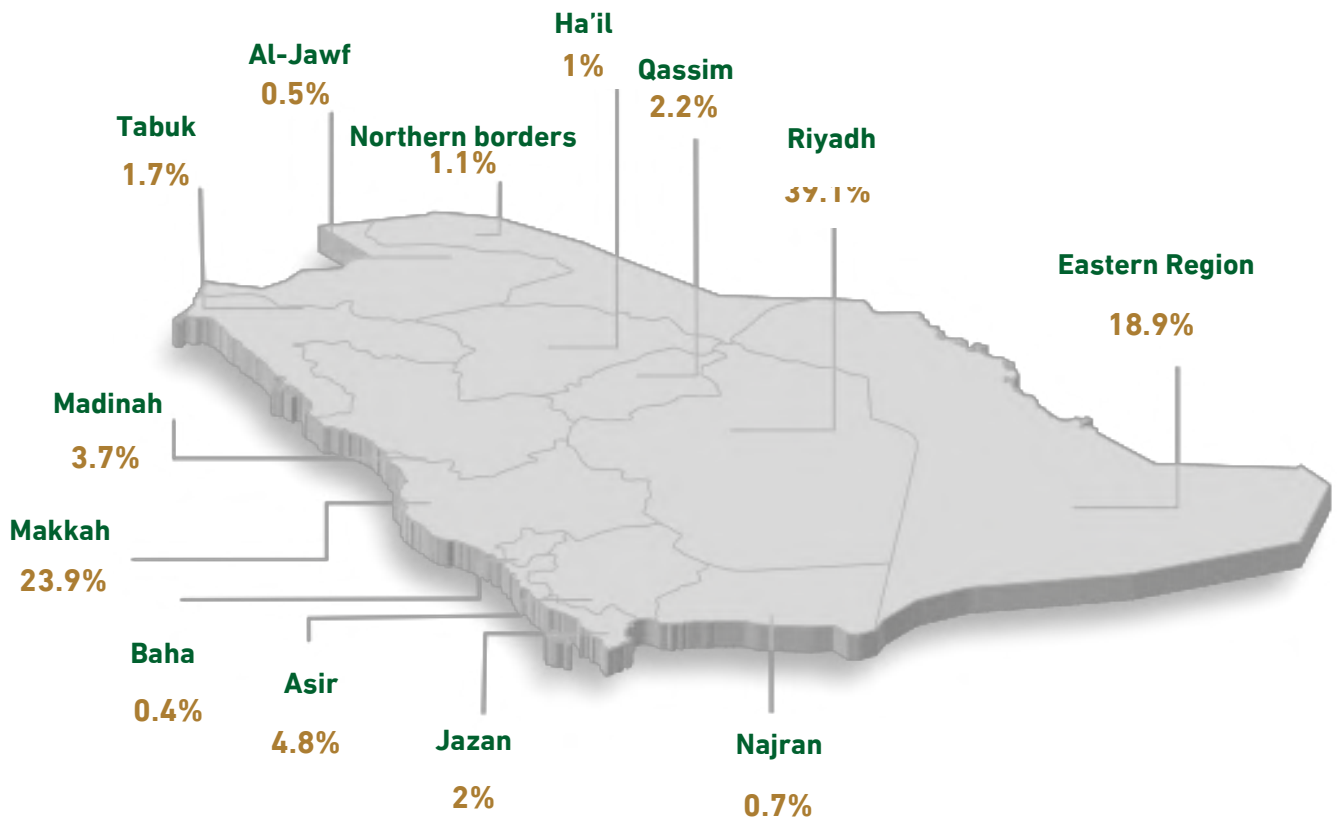 Ha'il
1%
Al-Jawf
0.5%
Qassim
2.2%
Tabuk
1.7%
Northern borders
1.1%
Riyadh
39.1%
Eastern Region
18.9%
Madinah
3.7%
Makkah
23.9%
Baha
0.4%
Asir
4.8%
Jazan
2%
Najran
0.7%